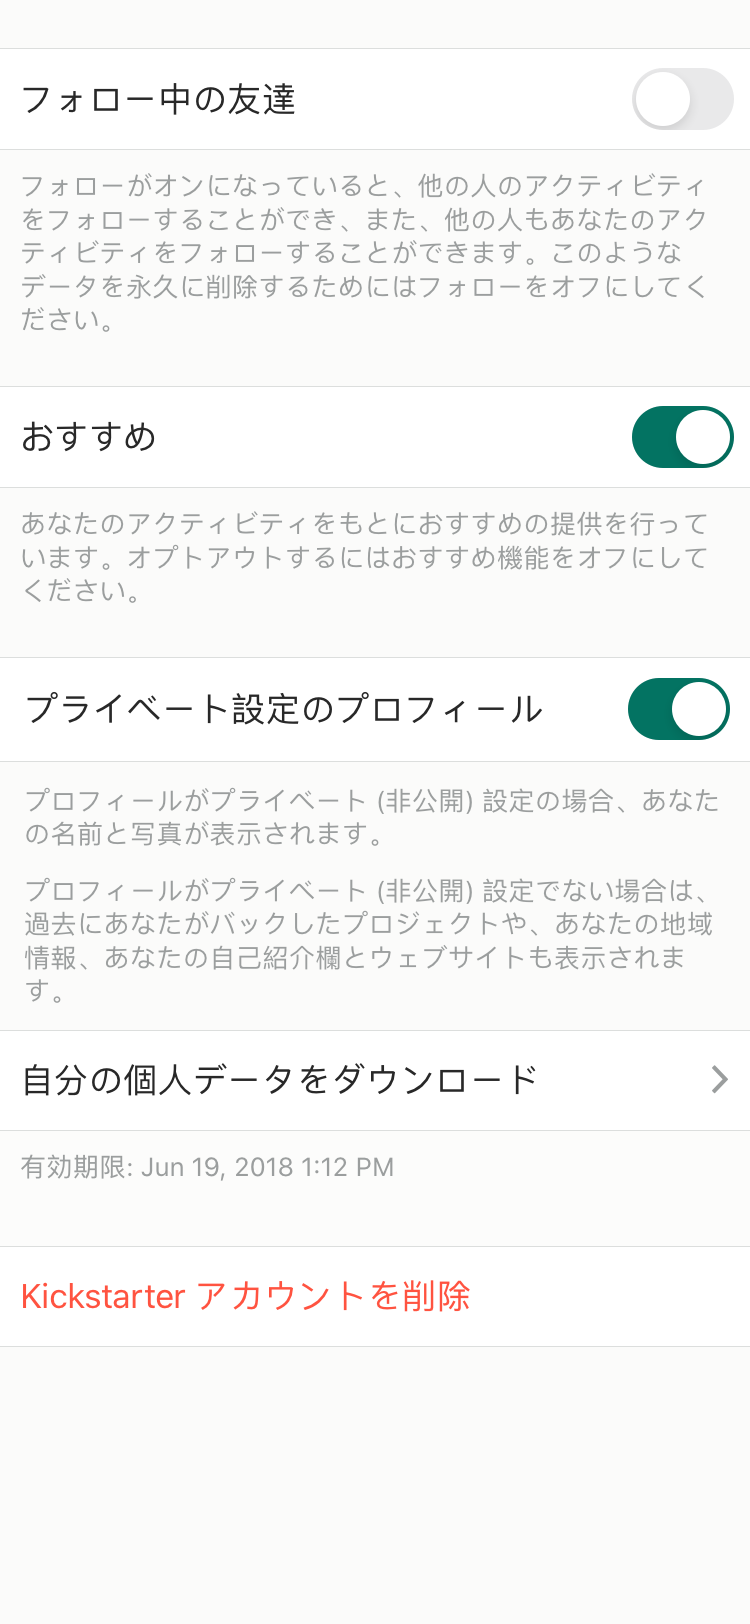 フォロー中の友達
フォローがオンになっていると、他の人のアクティビティ
をフォローすることができ、また、他の人もあなたのアク
ティビティをフォローすることができます。このような
データを永久に削除するためにはフォローをオフにしてく
ださい。
おすすめ
あなたのアクティビティをもとにおすすめの提供を行って
います。オプトアウトするにはおすすめ機能をオフにして
ください。
プライベート設定のプロフィール
プロフィールがプライベート (非公開) 設定の場合、あなた
の名前と写真が表示されます。
プロフィールがプライベート (非公開) 設定でない場合は、
過去にあなたがバックしたプロジェクトや、あなたの地域
情報、あなたの自己紹介欄とウェブサイトも表示されま
す。
自分の個人データをダウンロード
有効期限: Jun 19, 2018 1:12 PM
Kickstarter アカウントを削除